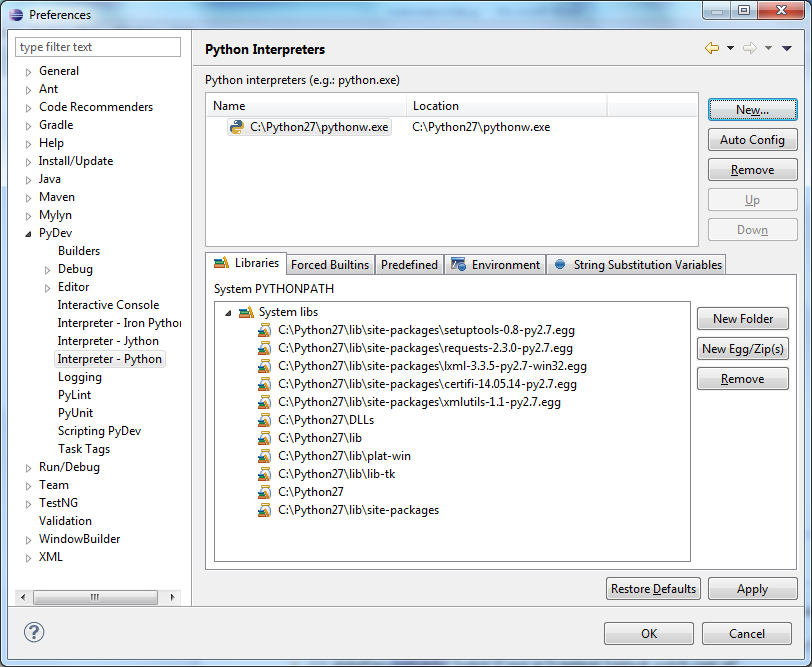 Preferences
type filter text
General
Ant
Code Recommenders
Gradle
Help
Install/Update
Java
Maven
Mylyn
PyDev
Builders
Debug
Editor
Interactive Console
Interpreter - Iron Python
Interpreter - Jython
Interpreter - Python
Logging
PyLint
PyUnit
Scripting PyDev
Task Tags
Run/Debug
Team
TestNG
Validation
WindowBuilder
XML
Python Interpreters
Python interpreters (e.g.: python.exe)
Name Location
C:\Python27\pythonw.exe C:\Python27\pythonw.exe
New...
Auto Config
Remove
Up
Down
Libraries Forced Builtins Predefined Environment String Substitution Variables
System PYTHONPATH
System libs
C:\Python27\lib\site-packages\setuptools-0.8-py2.7.egg
C:\Python27\lib\site-packages\requests-2.3.0-py2.7.egg
C:\Python27\lib\site-packages\lxml-3.3.5-py2.7-win32.egg
C:\Python27\lib\site-packages\certifi-14.05.14-py2.7.egg
C:\Python27\lib\site-packages\xmlutils-1.1-py2.7.egg
C:\Python27\DLLs
C:\Python27\lib
C:\Python27\lib\plat-win
C:\Python27\lib\lib-tk
C:\Python27
C:\Python27\lib\site-packages
New Folder
New Egg/Zip(s)
Remove
Restore Defaults Apply
? OK Cancel